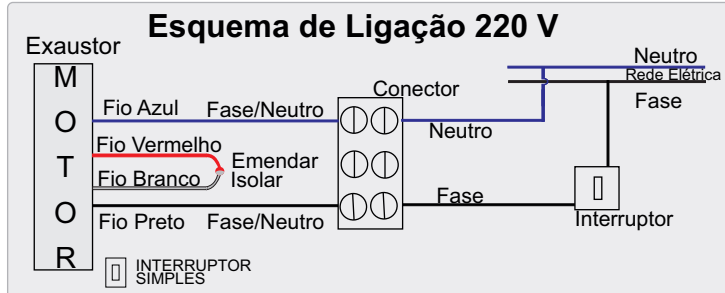 Esquema de Ligação 220 V
Exaustor
M
O
T
O
R
Fio Azul
Fase/Neutro
Fio Vermelho
Fio Branco
Emendar
Isolar
Fio Preto
Fase/Neutro
Conector
Neutro
Fase
Neutro
Rede Elétrica
Fase
Interruptor
INTERRUPTOR
SIMPLES